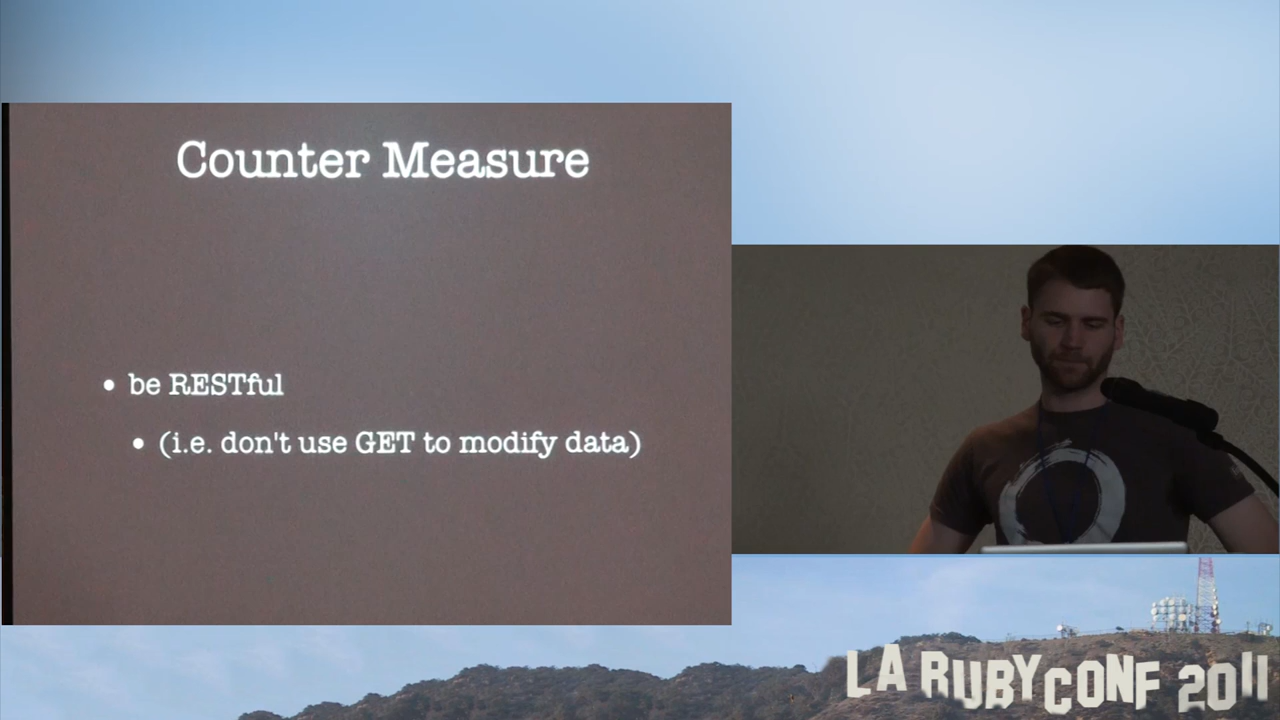 Counter Measure
• be RESTful
• (i.e. don't use GET to modify data)
LA RUBYCONF 2011